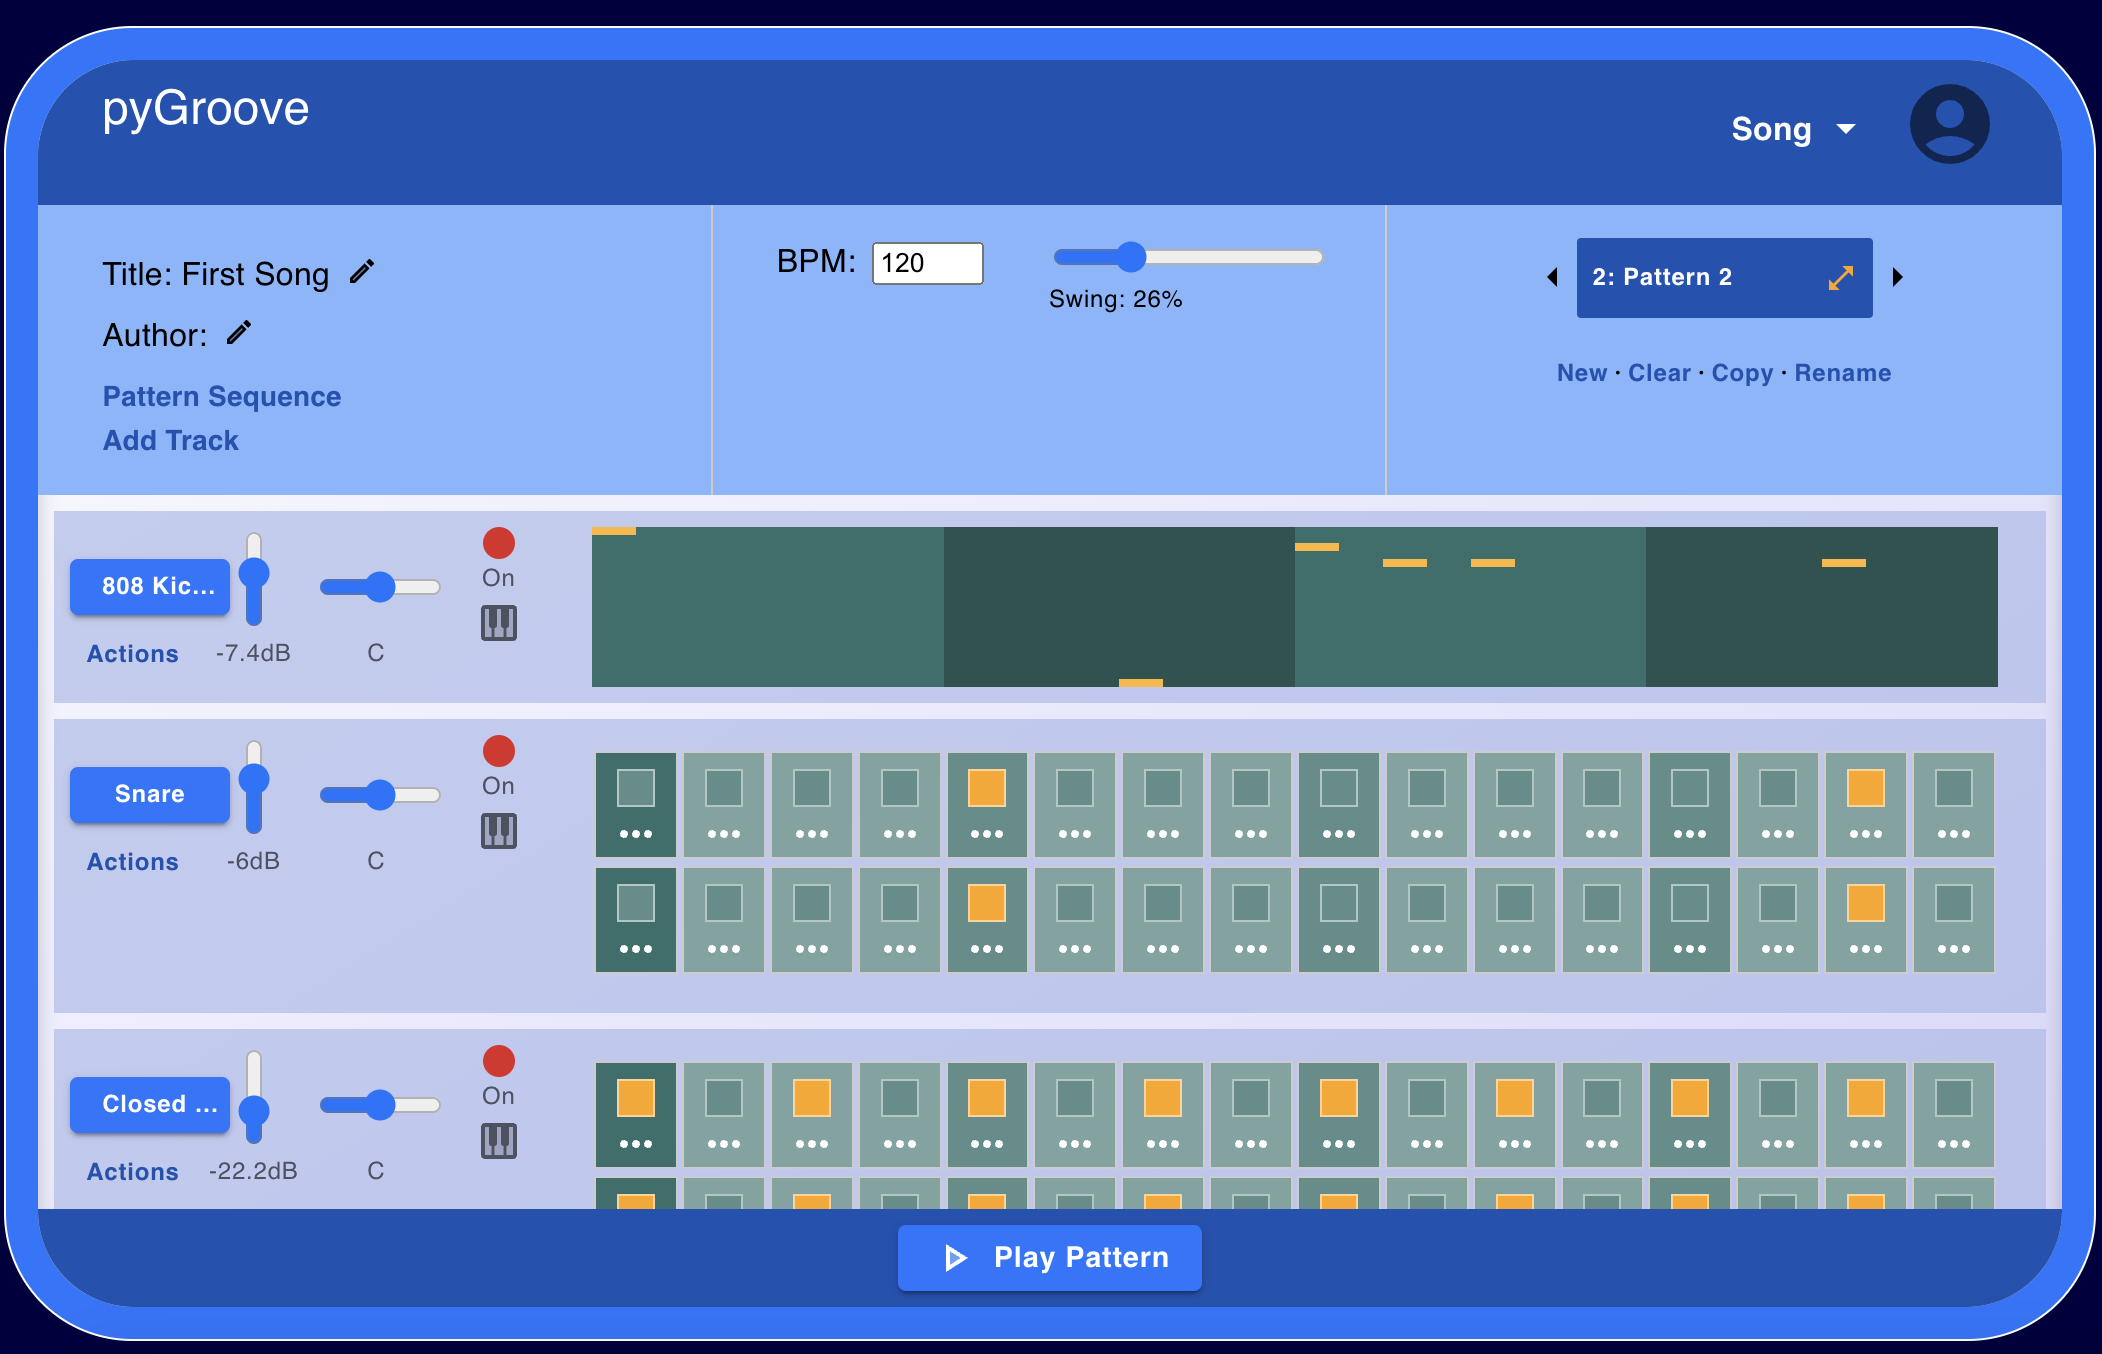 pyGroove
Song
Title: First Song
Author:
Pattern Sequence
Add Track
BPM: 120
Swing: 26%
2: Pattern 2
New · Clear · Copy · Rename
808 Kic...
Actions
-7.4dB
C
On
Snare
Actions
-6dB
C
On
Closed ...
Actions
-22.2dB
C
On
Play Pattern